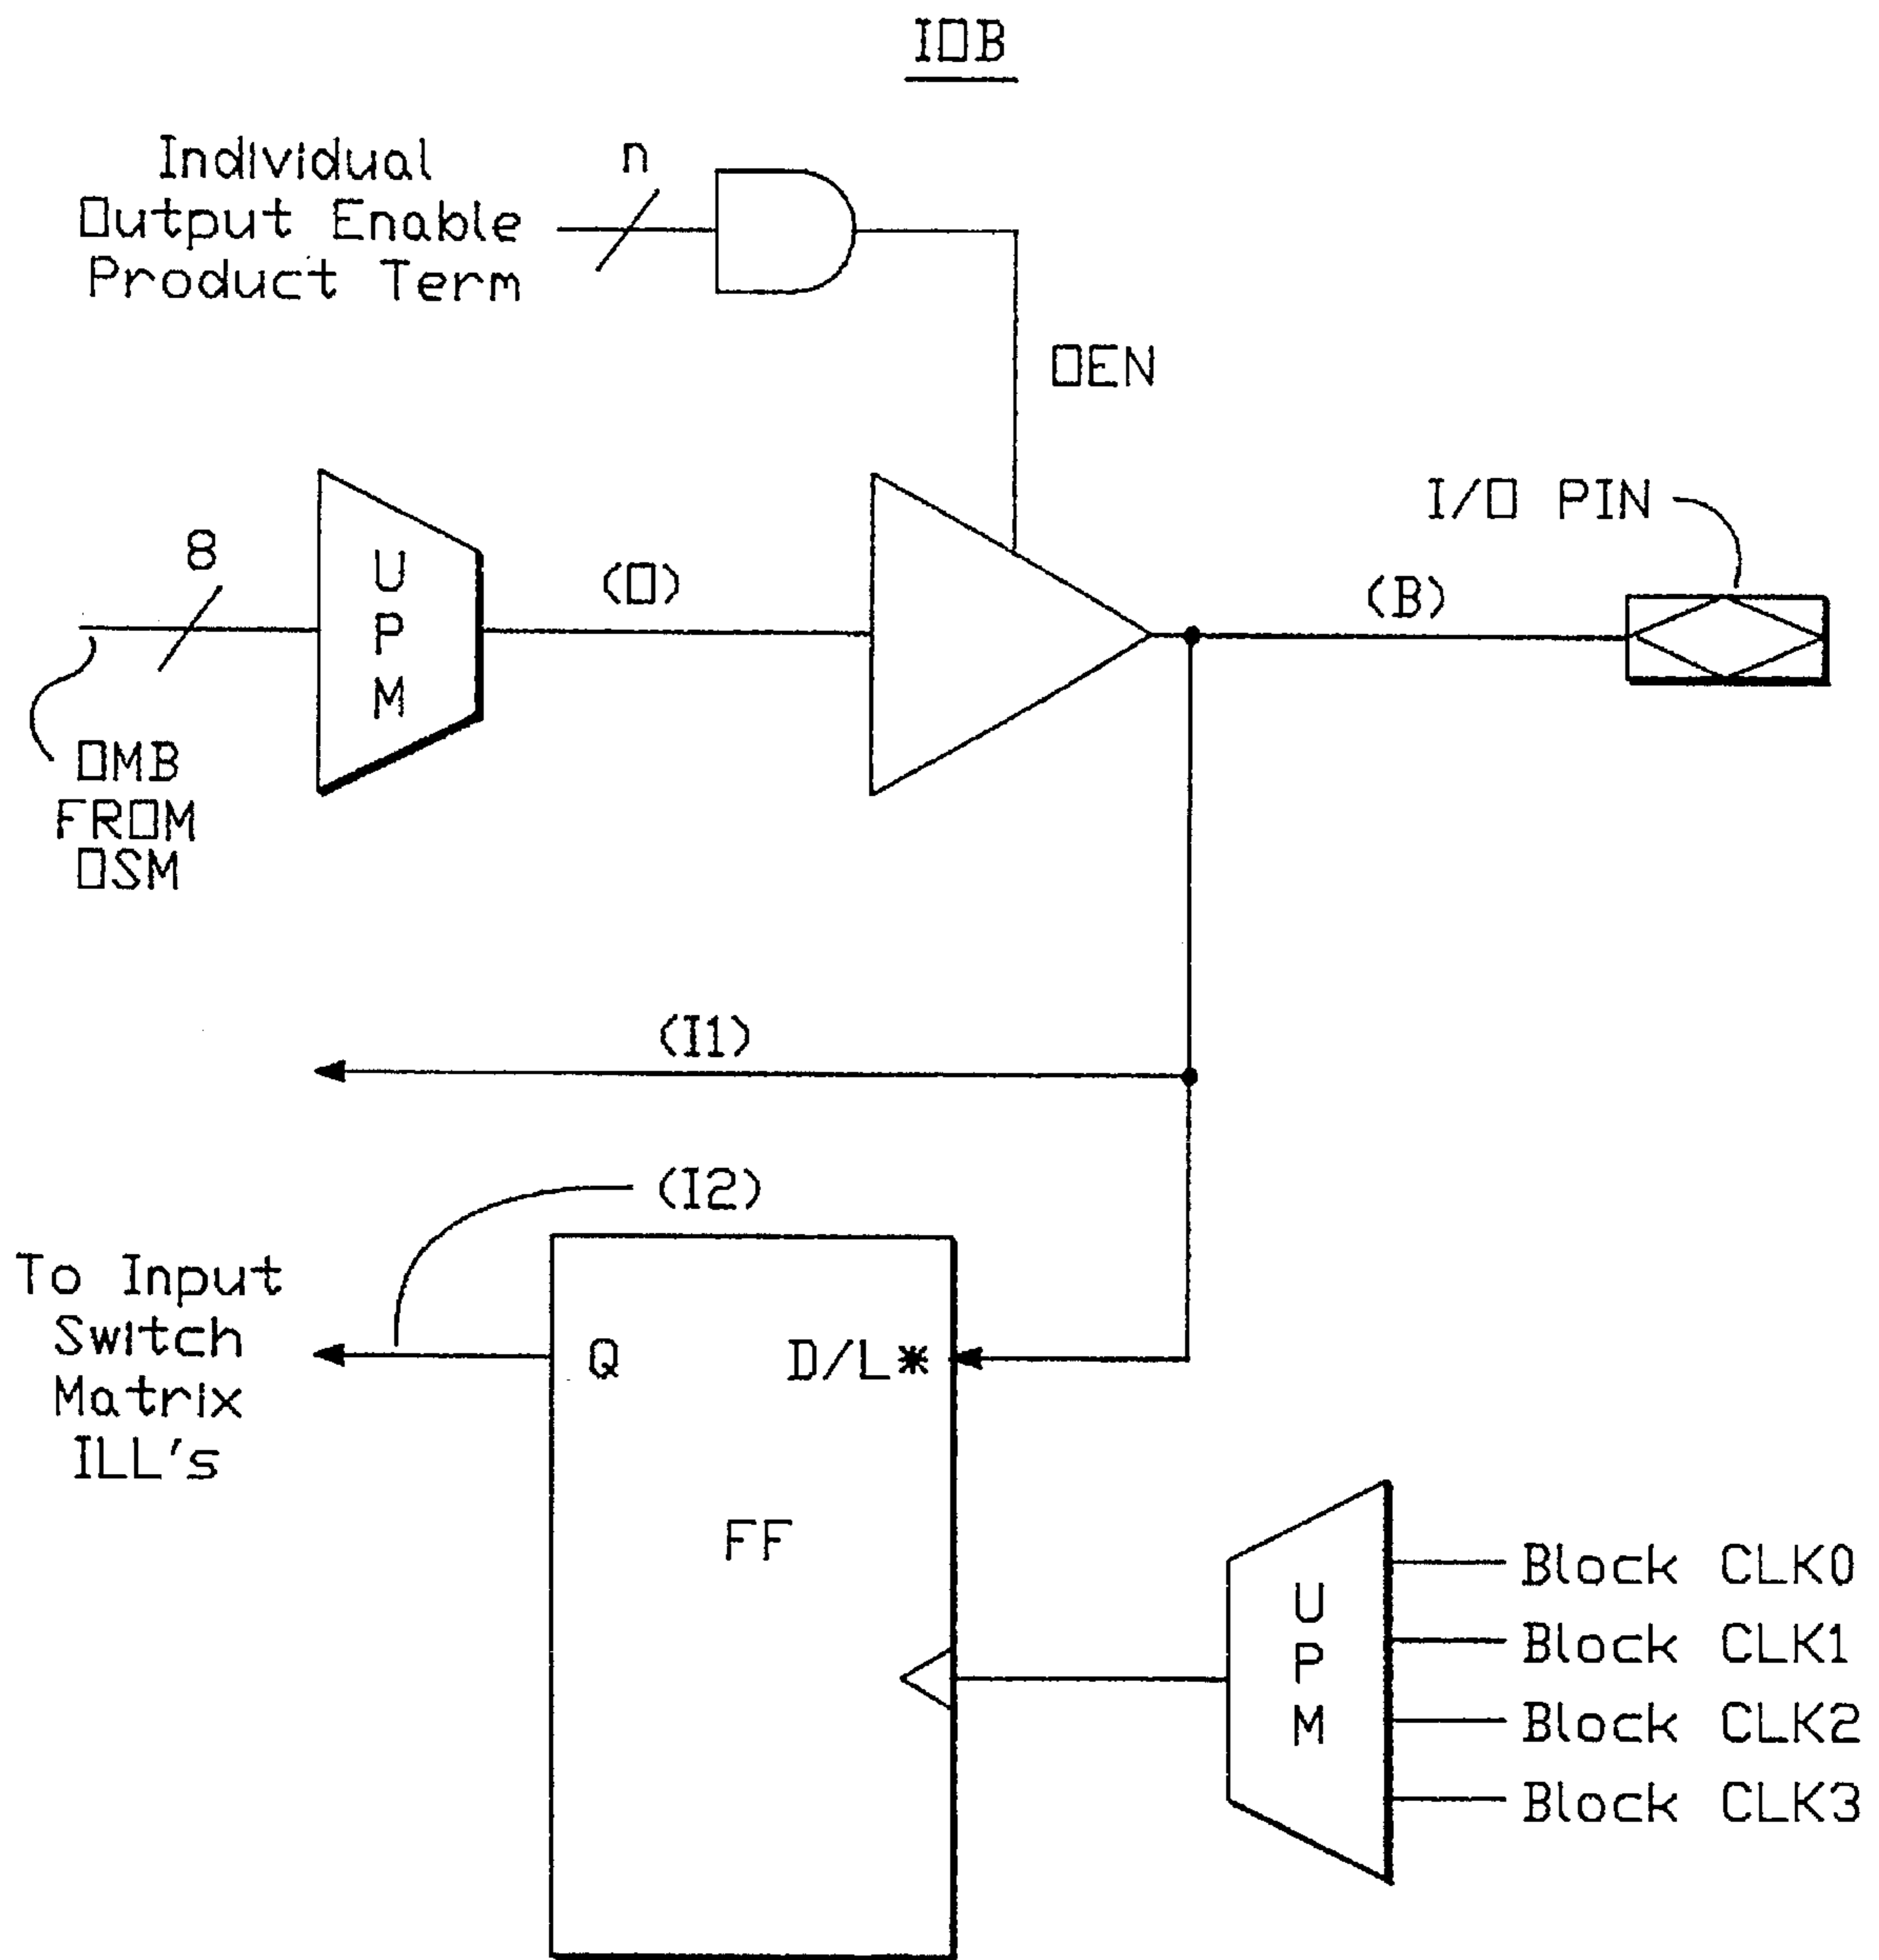 IOB
Individual
Output Enable
Product Term
n
OEN
8
U
P
M
(O)
(B)
I/O PIN
OMB
FROM
OSM
(I1)
(I2)
To Input
Switch
Matrix
ILL's
Q
D/L*
FF
U
P
M
Block CLK0
Block CLK1
Block CLK2
Block CLK3